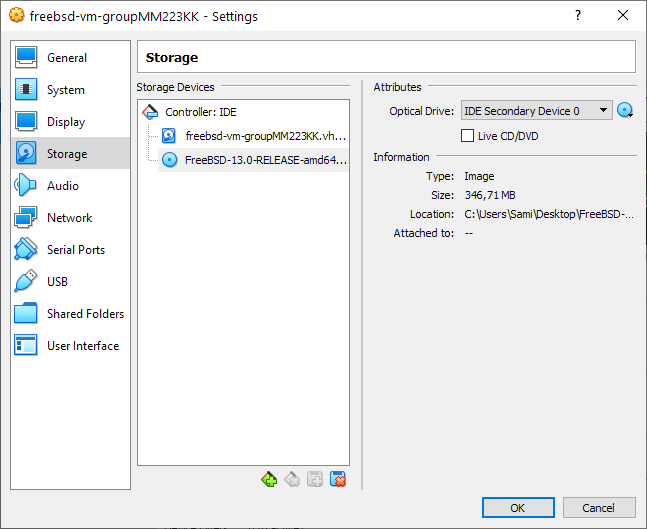 freebsd-vm-groupMM223KK - Settings
General
System
Display
Storage
Audio
Network
Serial Ports
USB
Shared Folders
User Interface
Storage
Storage Devices
Controller: IDE
freebsd-vm-groupMM223KK.vh...
FreeBSD-13.0-RELEASE-amd64...
Attributes
Optical Drive: IDE Secondary Device 0
Live CD/DVD
Information
Type: Image
Size: 346,71 MB
Location: C:\Users\Sami\Desktop\FreeBSD-...
Attached to: --
OK
Cancel